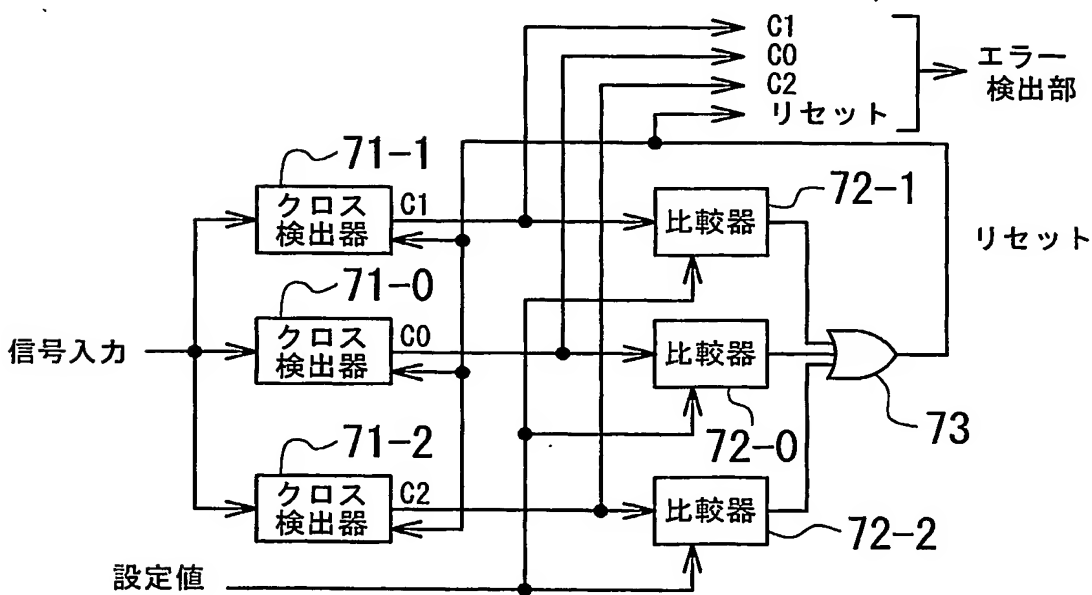 C1
C0
C2
リセット
エラー
検出部
71-1
クロス
検出器
C1
72-1
比較器
リセット
71-0
クロス
検出器
C0
信号入力
比較器
72-0
73
71-2
クロス
検出器
C2
比較器
72-2
設定値